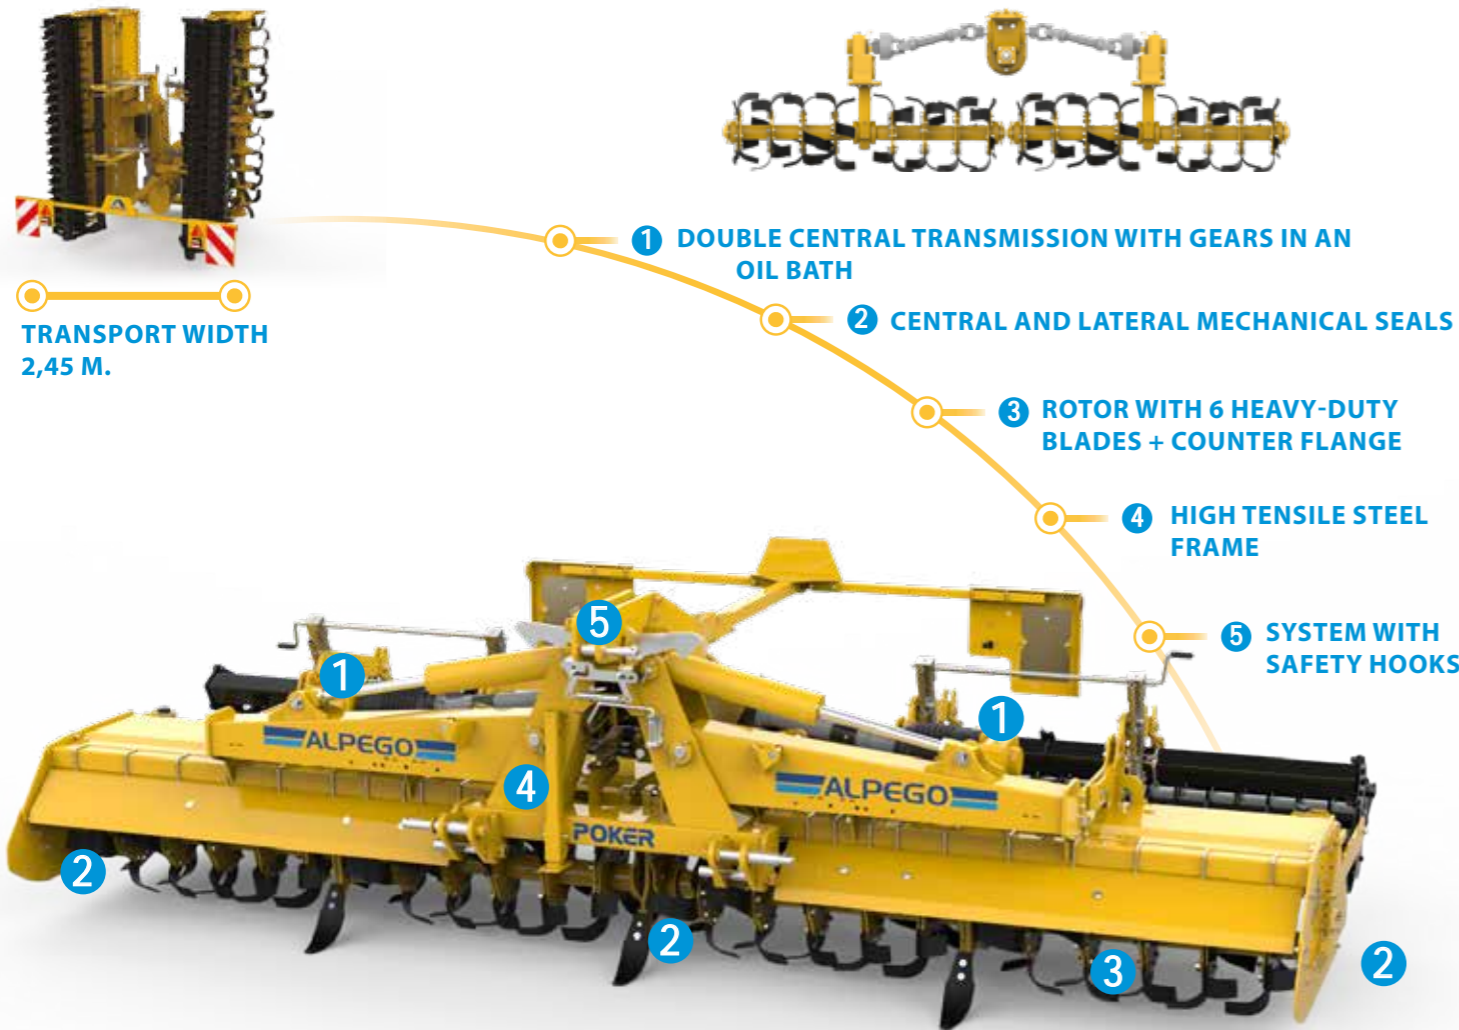 1 DOUBLE CENTRAL TRANSMISSION WITH GEARS IN AN
OIL BATH
2 CENTRAL AND LATERAL MECHANICAL SEALS
TRANSPORT WIDTH
2,45 M.
3 ROTOR WITH 6 HEAVY-DUTY
BLADES + COUNTER FLANGE
4 HIGH TENSILE STEEL
FRAME
5 SYSTEM WITH
SAFETY HOOKS
5
1
1
ALPEGO
4
ALPEGO
POKER
2
2
3
2